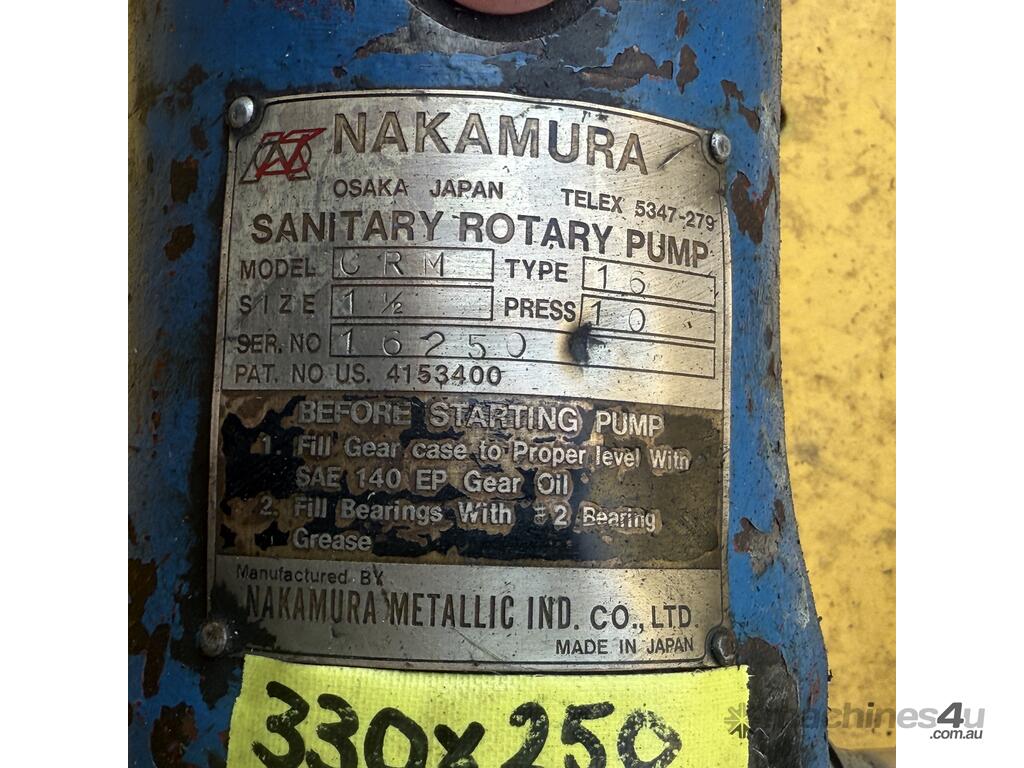 NAKAMURA
OSAKA JAPAN TELEX 5347-279
SANITARY ROTARY PUMP
MODEL CRM TYPE 16
SIZE 1½ PRESS 10
SER. NO 16250
PAT. NO US. 4153400
BEFORE STARTING PUMP
1. Fill Gear case to Proper level With
SAE 140 EP Gear Oil
2. Fill Bearings With # 2 Bearing
Grease
Manufactured BY
NAKAMURA METALLIC IND. CO., LTD.
MADE IN JAPAN
330x250
machines4u
.com.au